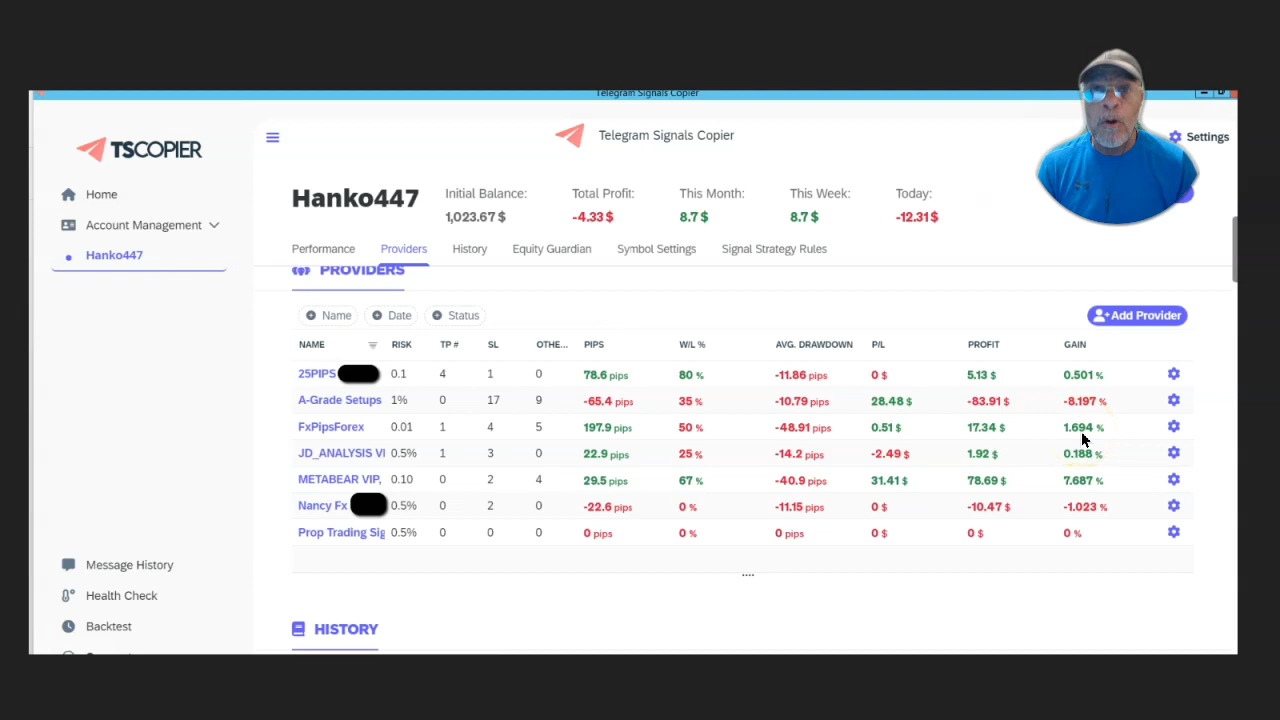 Telegram Signals Copier
TSCOPIER
Telegram Signals Copier
Settings
Home
Account Management
Hanko447
Hanko447
Initial Balance: Total Profit: This Month: This Week: Today:
1,023.67 $ -4.33 $ 8.7 $ 8.7 $ -12.31 $
Performance Providers History Equity Guardian Symbol Settings Signal Strategy Rules
PROVIDERS
Name Date Status Add Provider
NAME RISK TP # SL OTHE... PIPS W/L % AVG. DRAWDOWN P/L PROFIT GAIN
25PIPS 0.1 4 1 0 78.6 pips 80 % -11.86 pips 0 $ 5.13 $ 0.501 %
A-Grade Setups 1% 0 17 9 -65.4 pips 35 % -10.79 pips 28.48 $ -83.91 $ -8.197 %
FxPipsForex 0.01 1 4 5 197.9 pips 50 % -48.91 pips 0.51 $ 17.34 $ 1.694 %
JD_ANALYSIS VI 0.5% 1 3 0 22.9 pips 25 % -14.2 pips -2.49 $ 1.92 $ 0.188 %
METABEAR VIP, 0.10 0 2 4 29.5 pips 67 % -40.9 pips 31.41 $ 78.69 $ 7.687 %
Nancy Fx 0.5% 0 2 0 -22.6 pips 0 % -11.15 pips 0 $ -10.47 $ -1.023 %
Prop Trading Sig 0.5% 0 0 0 0 pips 0 % 0 pips 0 $ 0 $ 0 %
....
HISTORY
Message History
Health Check
Backtest